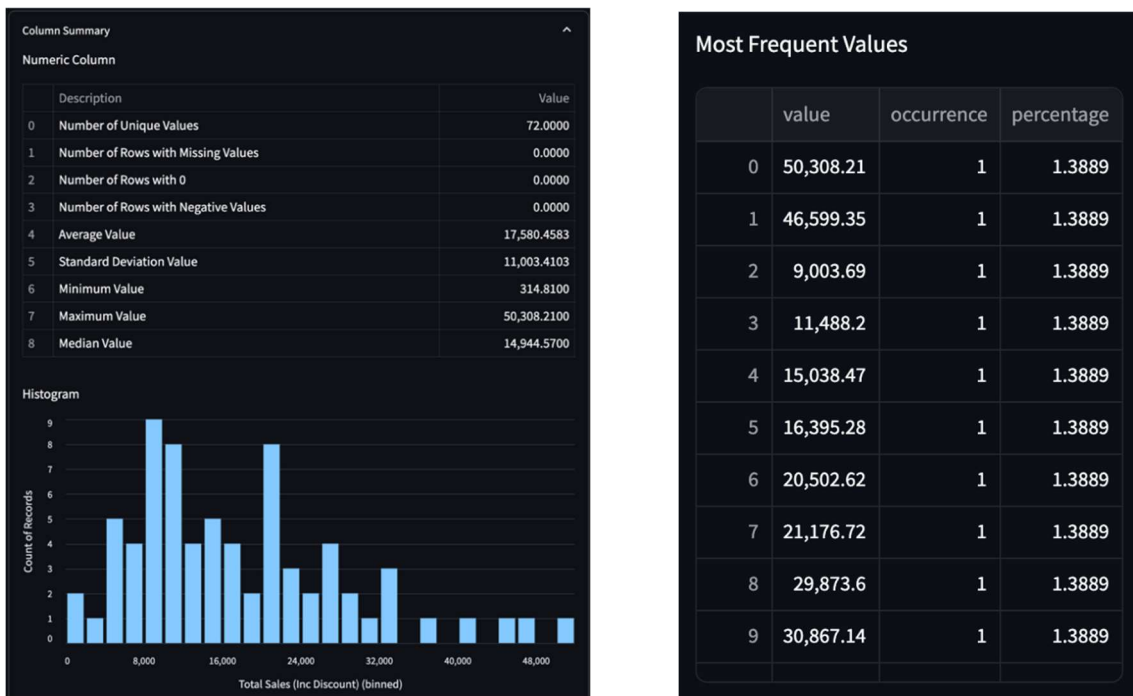 Column Summary
Numeric Column
Description Value
0 Number of Unique Values 72.0000
1 Number of Rows with Missing Values 0.0000
2 Number of Rows with 0 0.0000
3 Number of Rows with Negative Values 0.0000
4 Average Value 17,580.4583
5 Standard Deviation Value 11,003.4103
6 Minimum Value 314.8100
7 Maximum Value 50,308.2100
8 Median Value 14,944.5700
Histogram
9
8
7
6
5
4
3
2
1
0
Count of Records
0 8,000 16,000 24,000 32,000 40,000 48,000
Total Sales (Inc Discount) (binned)
Most Frequent Values
value occurrence percentage
0 50,308.21 1 1.3889
1 46,599.35 1 1.3889
2 9,003.69 1 1.3889
3 11,488.2 1 1.3889
4 15,038.47 1 1.3889
5 16,395.28 1 1.3889
6 20,502.62 1 1.3889
7 21,176.72 1 1.3889
8 29,873.6 1 1.3889
9 30,867.14 1 1.3889